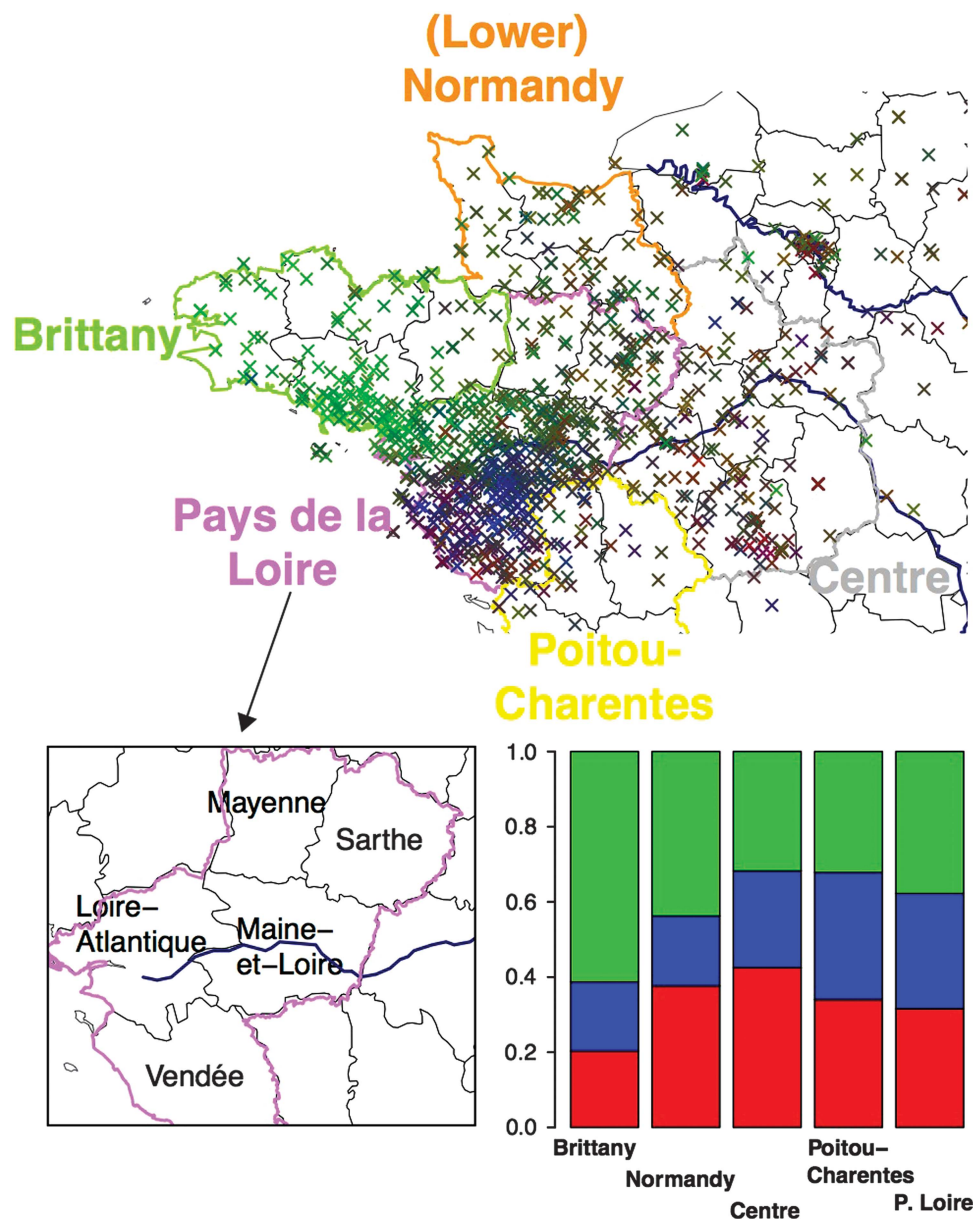 (Lower)
Normandy
Brittany
Pays de la
Loire
Centre
Poitou-
Charentes
Mayenne
Sarthe
Loire–
Atlantique
Maine–
et–Loire
Vendée
1.0
0.8
0.6
0.4
0.2
0.0
Brittany
Normandy
Centre
Poitou–
Charentes
P. Loire